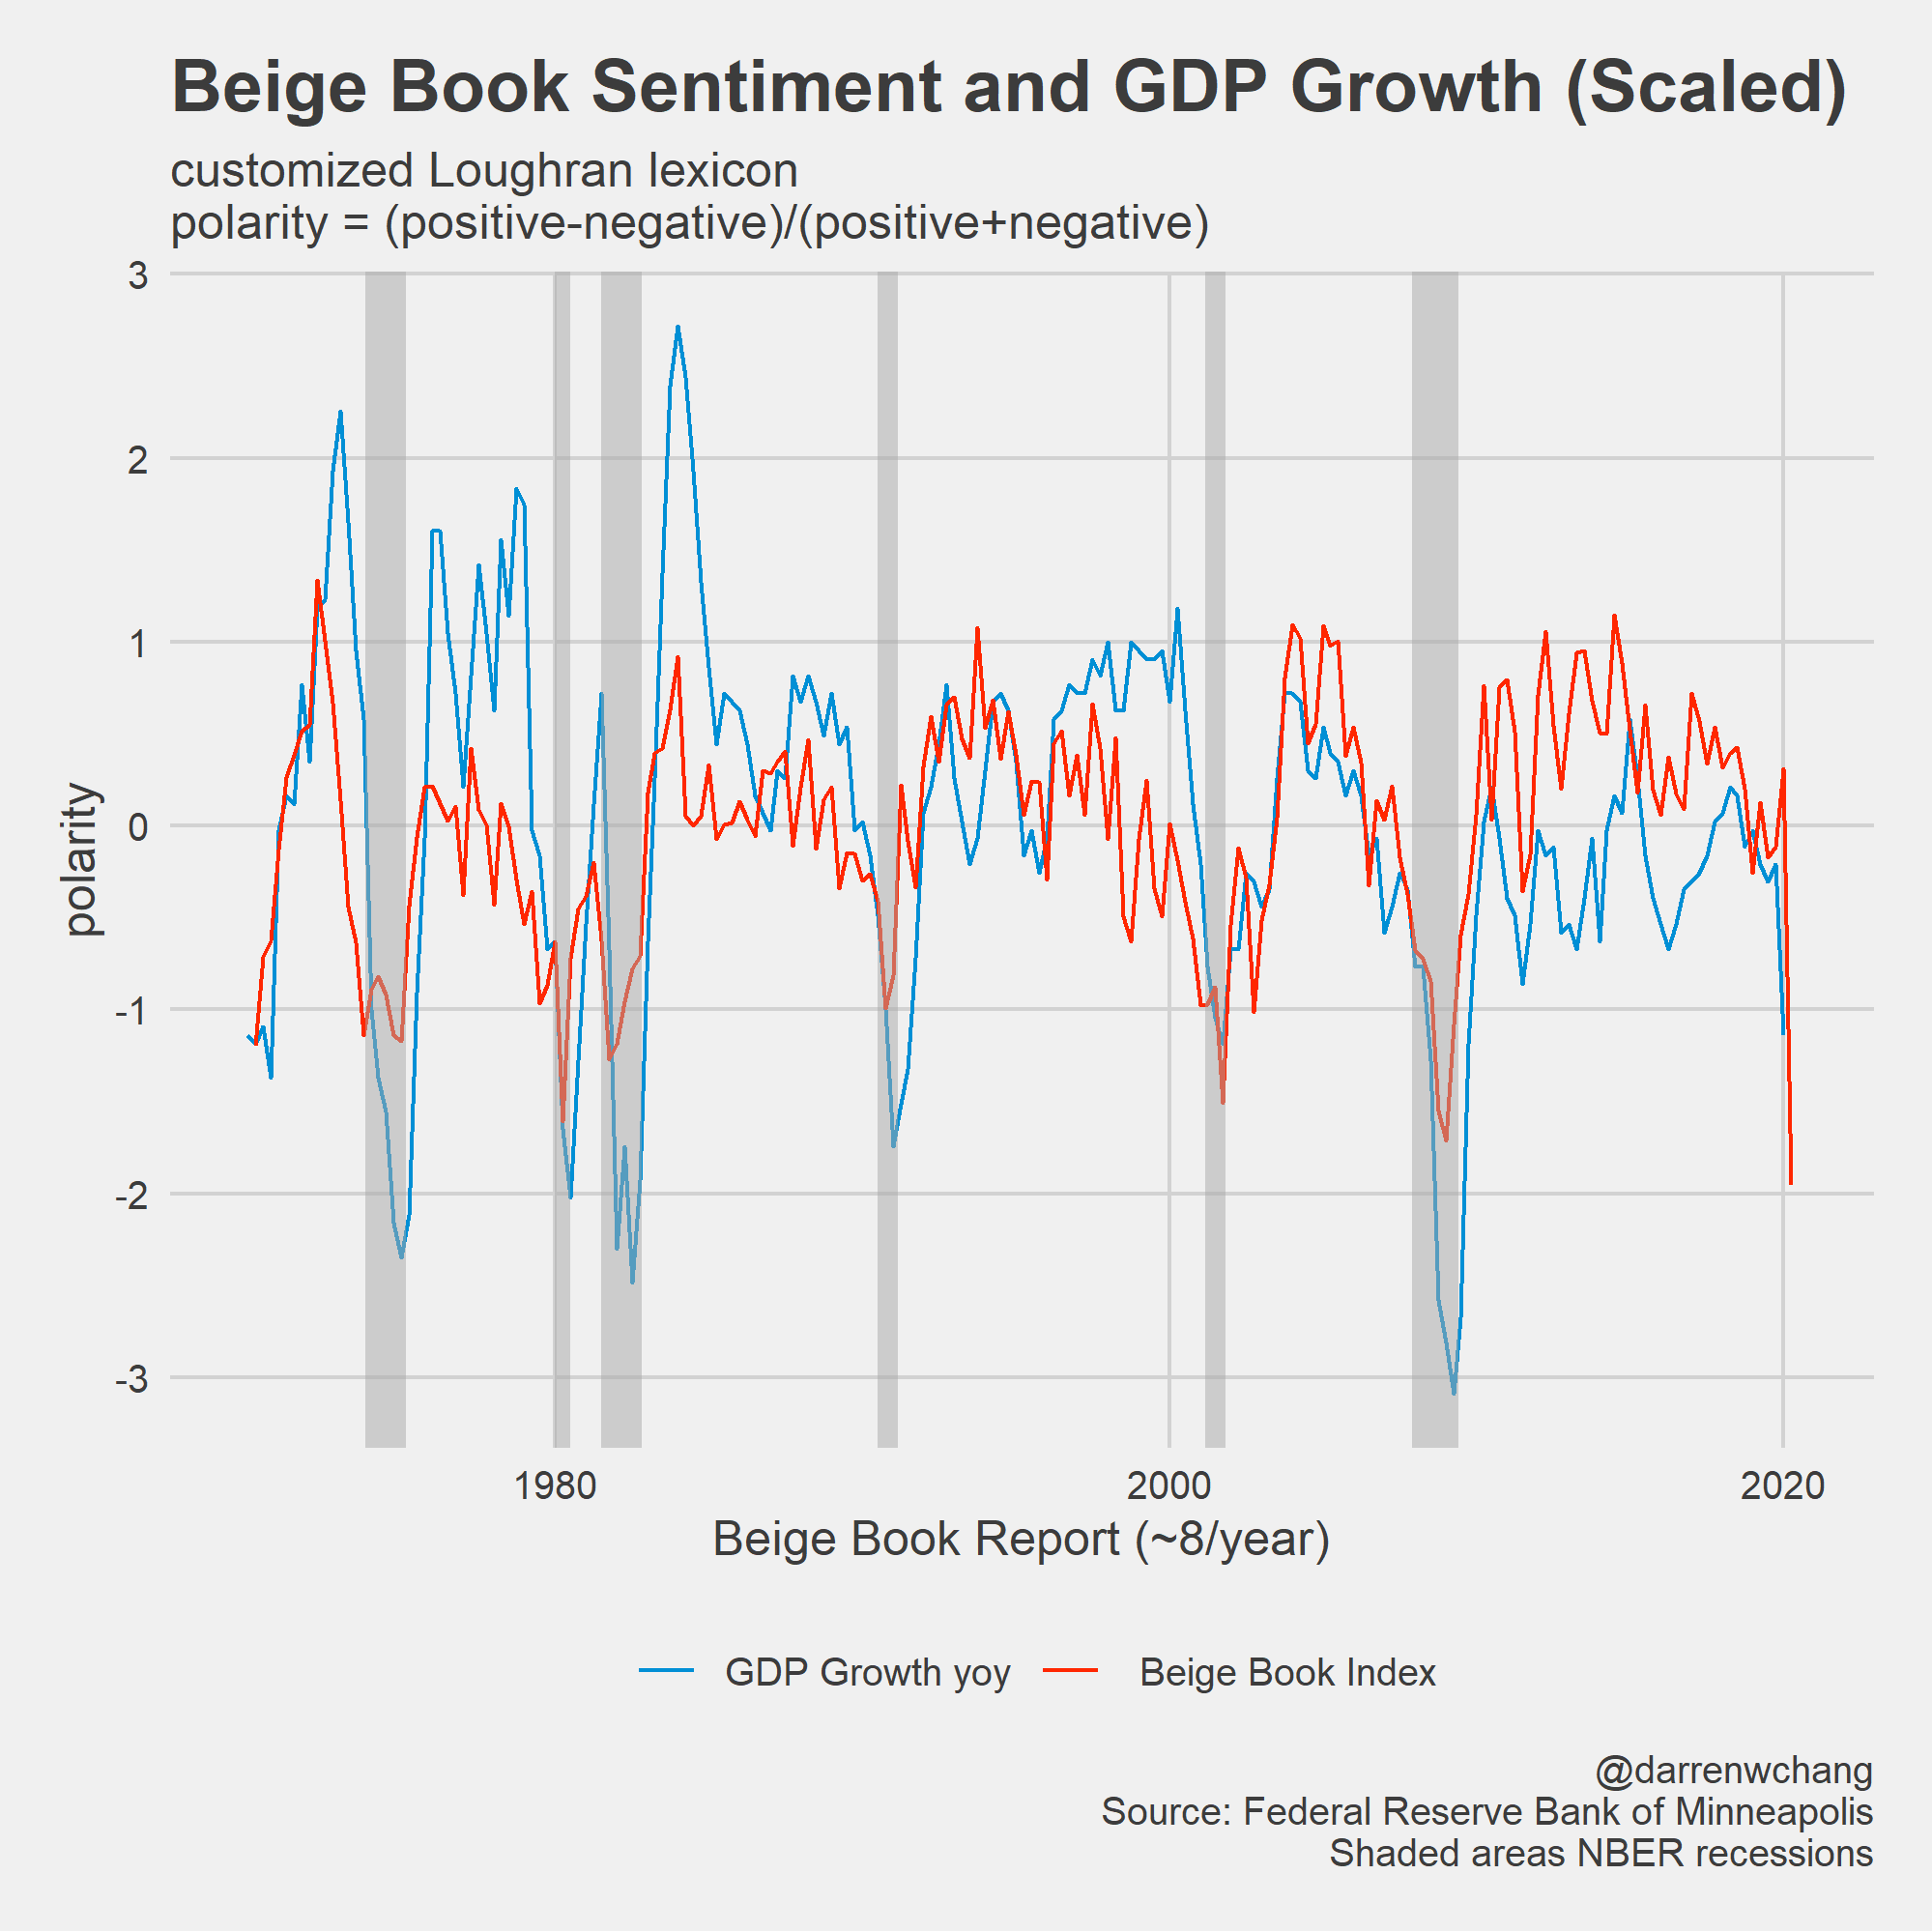 Beige Book Sentiment and GDP Growth (Scaled)
customized Loughran lexicon
polarity = (positive-negative)/(positive+negative)
3
2
1
0
-1
-2
-3
polarity
1980
2000
2020
Beige Book Report (~8/year)
GDP Growth yoy
Beige Book Index
@darrenwchang
Source: Federal Reserve Bank of Minneapolis
Shaded areas NBER recessions